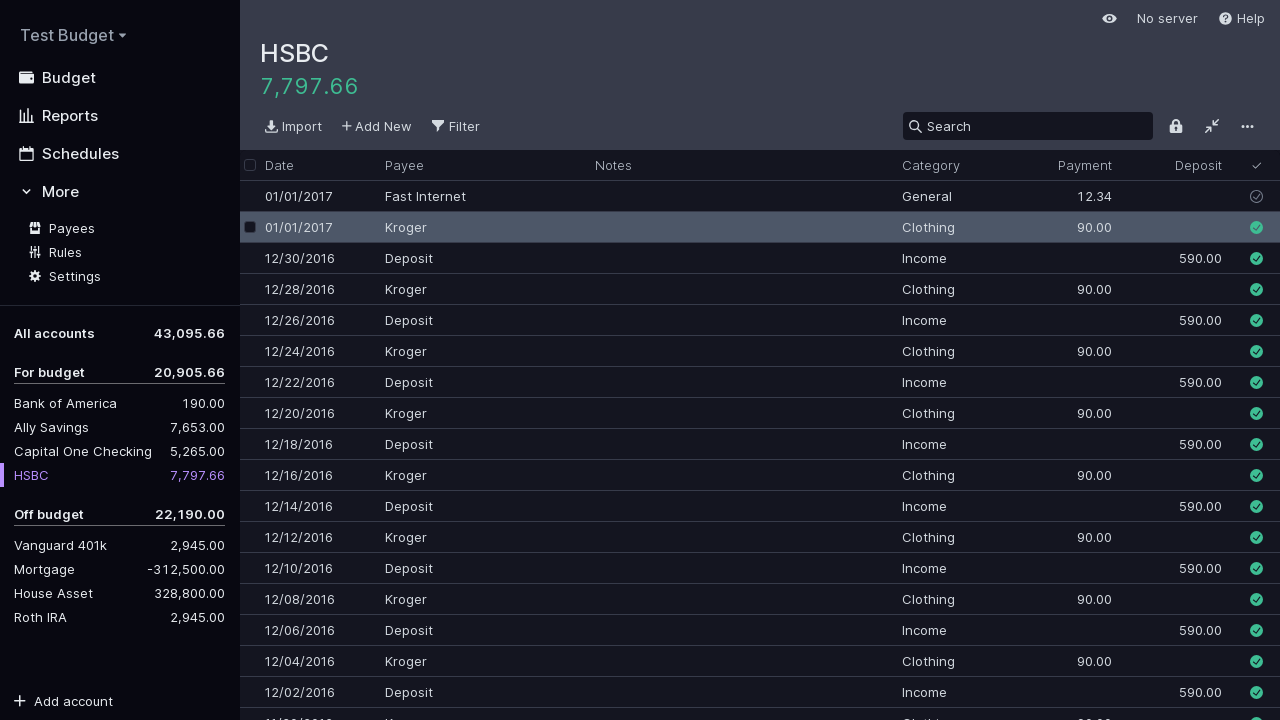 Test Budget
Budget
Reports
Schedules
More
Payees
Rules
Settings
All accounts 43,095.66
For budget 20,905.66
Bank of America 190.00
Ally Savings 7,653.00
Capital One Checking 5,265.00
HSBC 7,797.66
Off budget 22,190.00
Vanguard 401k 2,945.00
Mortgage -312,500.00
House Asset 328,800.00
Roth IRA 2,945.00
Add account
No server Help
HSBC
7,797.66
Import Add New Filter Search
Date Payee Notes Category Payment Deposit
01/01/2017 Fast Internet General 12.34
01/01/2017 Kroger Clothing 90.00
12/30/2016 Deposit Income 590.00
12/28/2016 Kroger Clothing 90.00
12/26/2016 Deposit Income 590.00
12/24/2016 Kroger Clothing 90.00
12/22/2016 Deposit Income 590.00
12/20/2016 Kroger Clothing 90.00
12/18/2016 Deposit Income 590.00
12/16/2016 Kroger Clothing 90.00
12/14/2016 Deposit Income 590.00
12/12/2016 Kroger Clothing 90.00
12/10/2016 Deposit Income 590.00
12/08/2016 Kroger Clothing 90.00
12/06/2016 Deposit Income 590.00
12/04/2016 Kroger Clothing 90.00
12/02/2016 Deposit Income 590.00